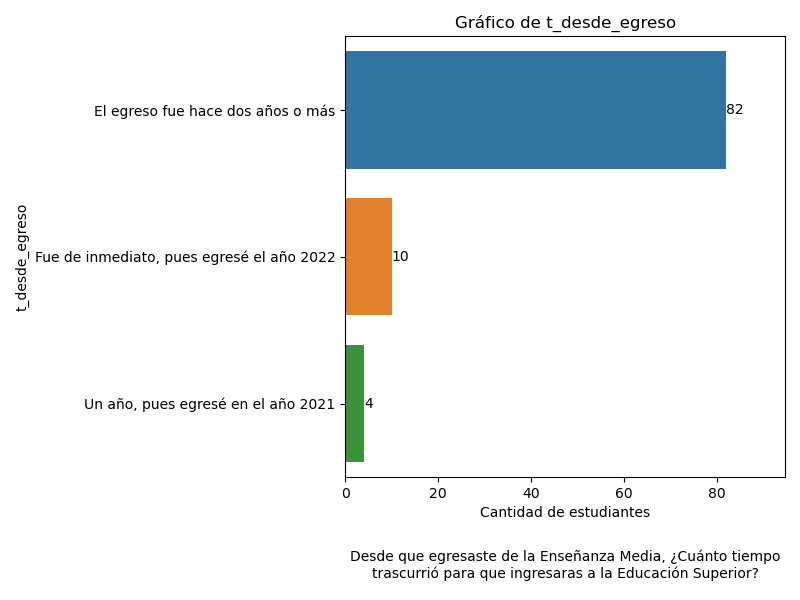 Gráfico de t_desde_egreso
El egreso fue hace dos años o más
82
t_desde_egreso
Fue de inmediato, pues egresé el año 2022
10
Un año, pues egresé en el año 2021
4
0 20 40 60 80
Cantidad de estudiantes
Desde que egresaste de la Enseñanza Media, ¿Cuánto tiempo
trascurrió para que ingresaras a la Educación Superior?